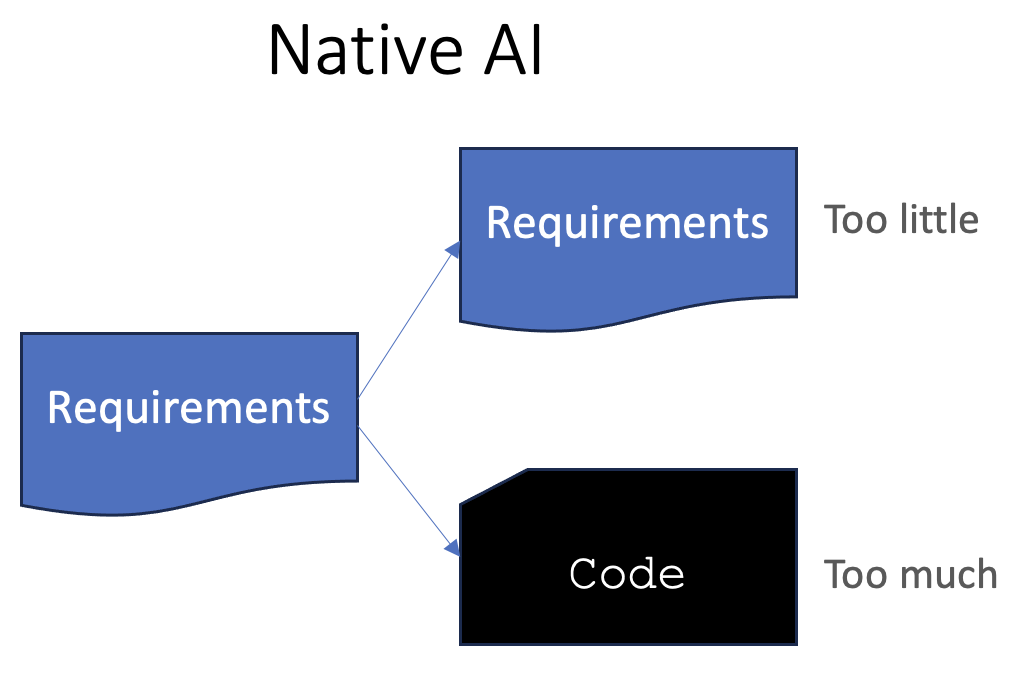 Native AI
Requirements
Too little
Requirements
Code
Too much